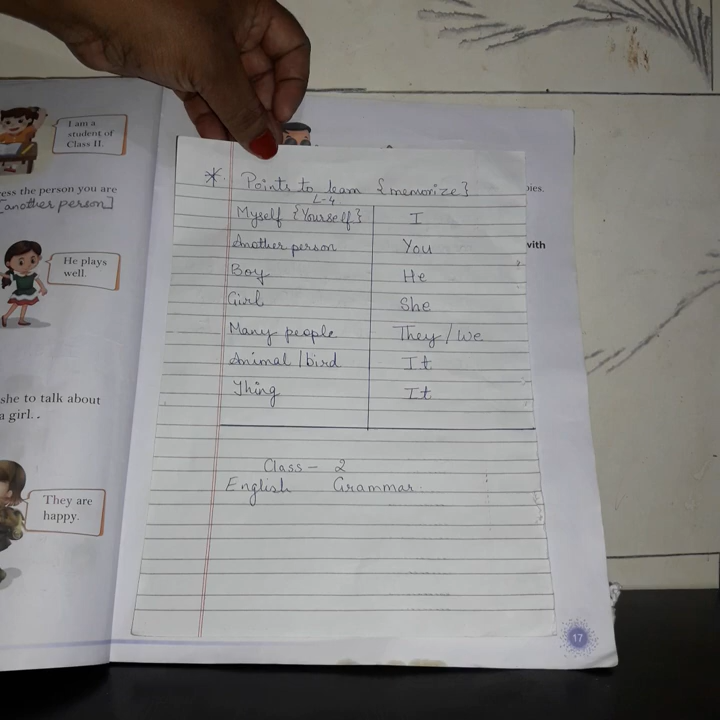 I am a
student of
Class II.
ess the person you are
[another person]
He plays
well.
she to talk about
a girl..
They are
happy.
* Points to learn {memorize}
L-4
Myself {Yourself} I
Another person You
Boy He
Girl She
Many people They/We
Animal/bird It
Thing It
Class - 2
English Grammar
pies.
with
17